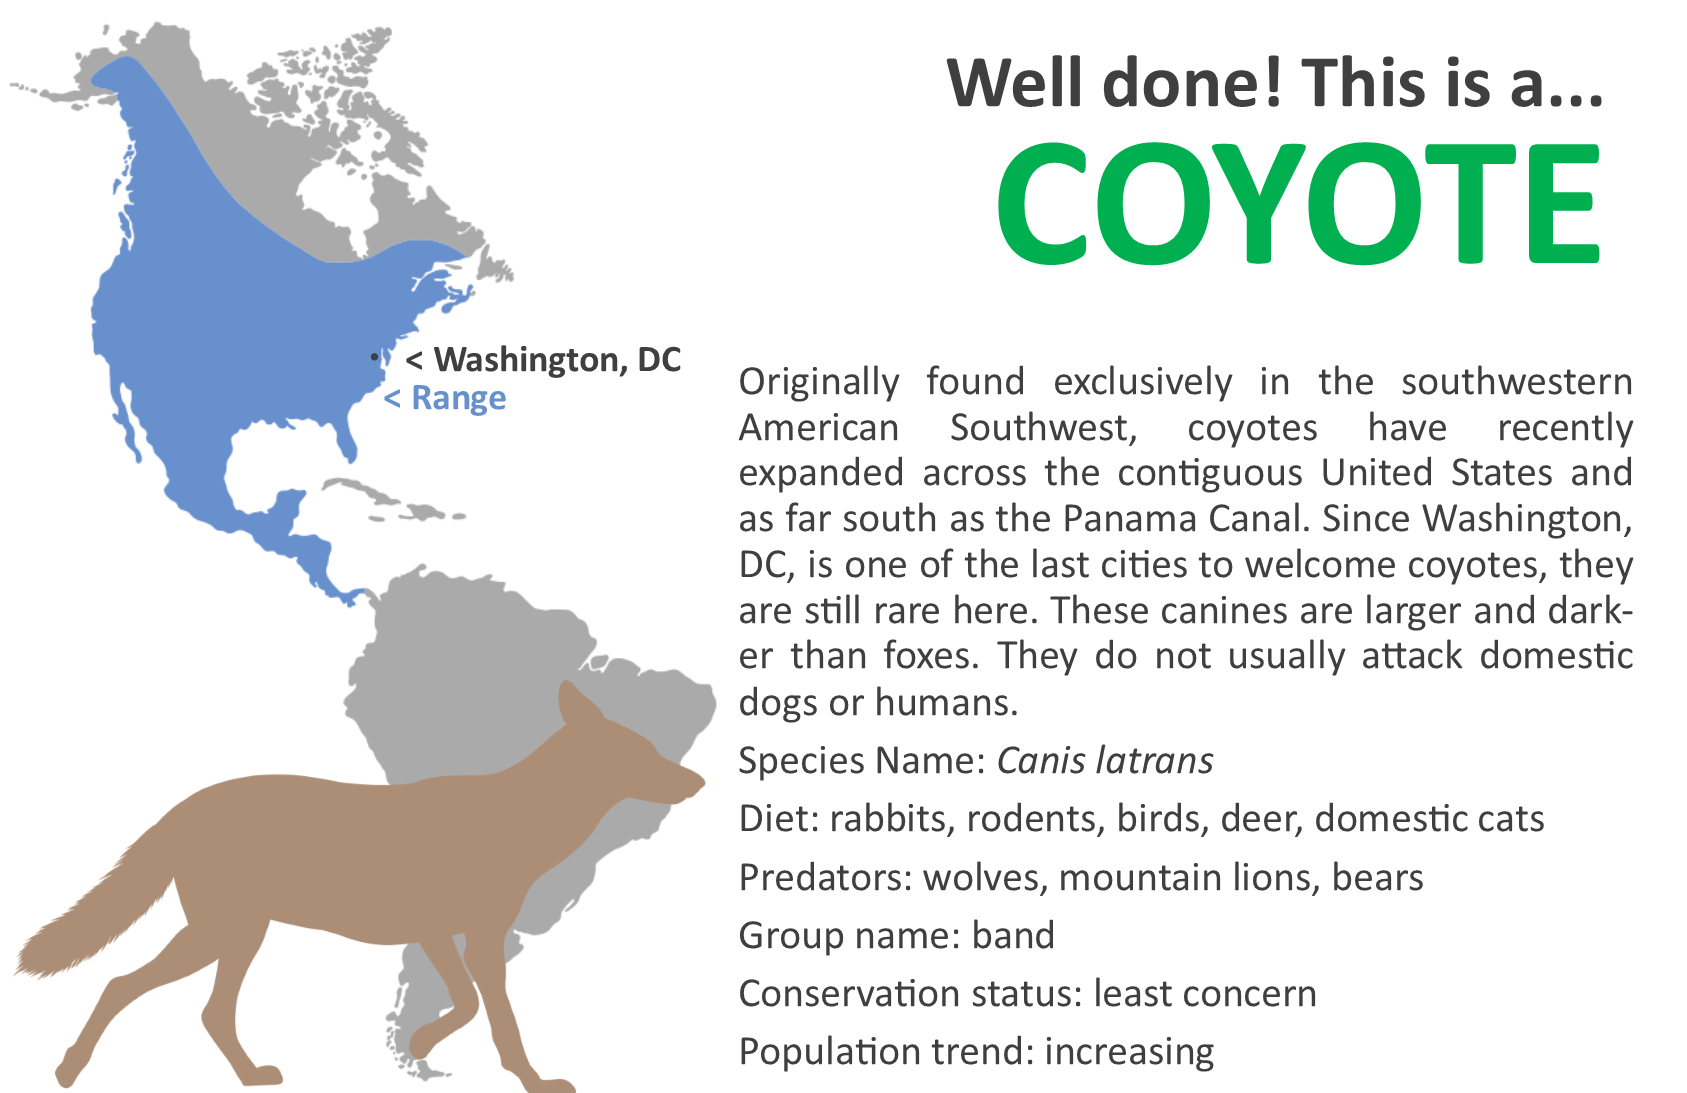 Well done! This is a...
COYOTE
< Washington, DC
< Range
Originally found exclusively in the southwestern
American Southwest, coyotes have recently
expanded across the contiguous United States and
as far south as the Panama Canal. Since Washington,
DC, is one of the last cities to welcome coyotes, they
are still rare here. These canines are larger and dark-
er than foxes. They do not usually attack domestic
dogs or humans.
Species Name: Canis latrans
Diet: rabbits, rodents, birds, deer, domestic cats
Predators: wolves, mountain lions, bears
Group name: band
Conservation status: least concern
Population trend: increasing